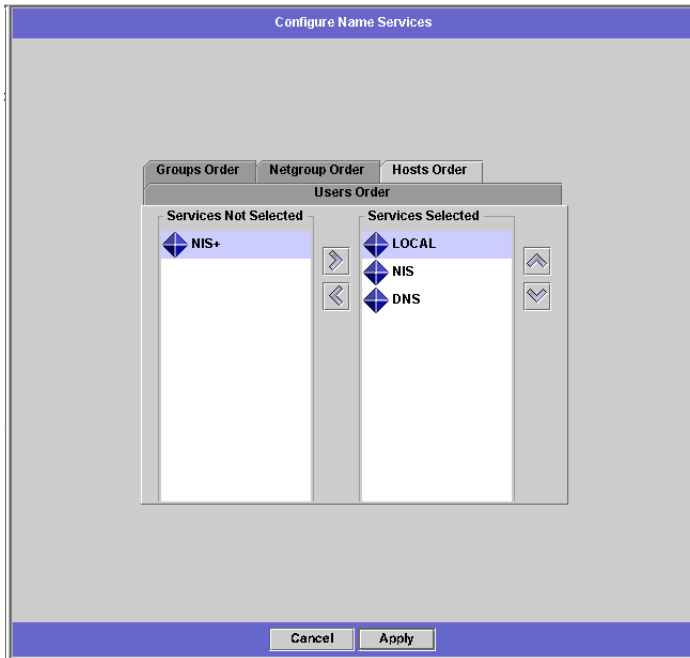 Configure Name Services
Groups Order Netgroup Order Hosts Order
Users Order
Services Not Selected Services Selected
NIS+ LOCAL
NIS
DNS
Cancel Apply